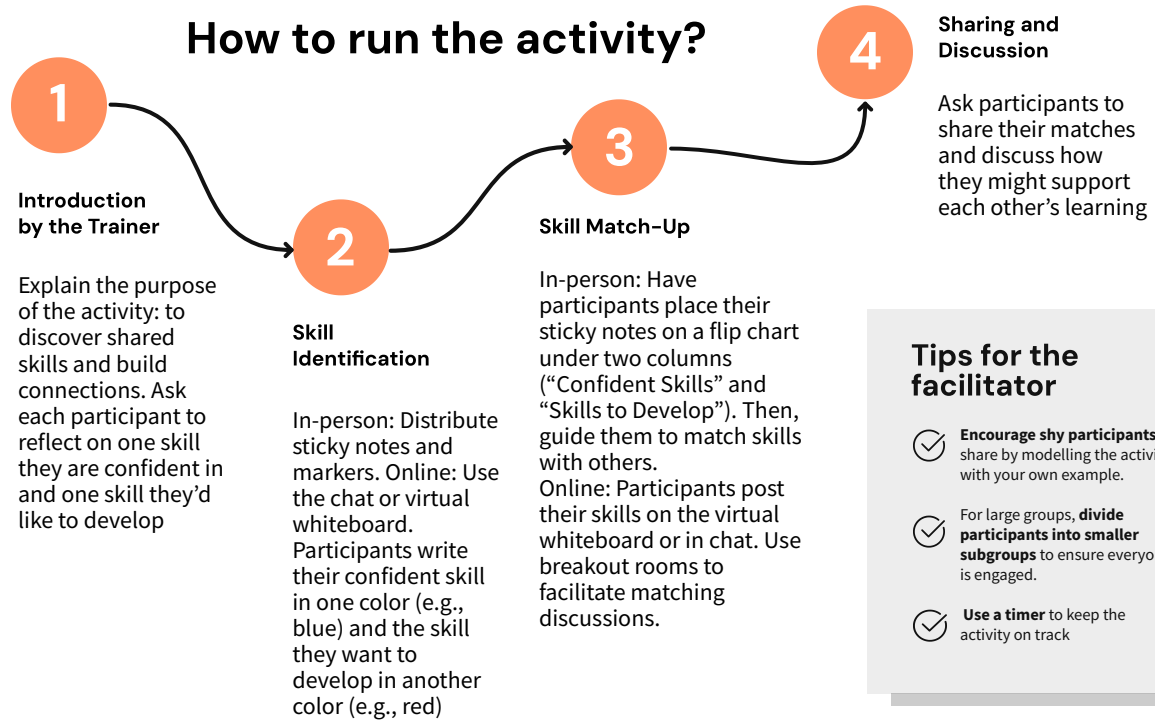 How to run the activity?
1
Introduction
by the Trainer
Explain the purpose
of the activity: to
discover shared
skills and build
connections. Ask
each participant to
reflect on one skill
they are confident in
and one skill they’d
like to develop
2
Skill
Identification
In-person: Distribute
sticky notes and
markers. Online: Use
the chat or virtual
whiteboard.
Participants write
their confident skill
in one color (e.g.,
blue) and the skill
they want to
develop in another
color (e.g., red)
3
Skill Match-Up
In-person: Have
participants place their
sticky notes on a flip chart
under two columns
(“Confident Skills” and
“Skills to Develop”). Then,
guide them to match skills
with others.
Online: Participants post
their skills on the virtual
whiteboard or in chat. Use
breakout rooms to
facilitate matching
discussions.
4
Sharing and
Discussion
Ask participants to
share their matches
and discuss how
they might support
each other’s learning
Tips for the
facilitator
Encourage shy participants
share by modelling the
with your own example.
For large groups, divide
participants into smaller
subgroups to ensure
is engaged.
Use a timer to keep the
activity on track